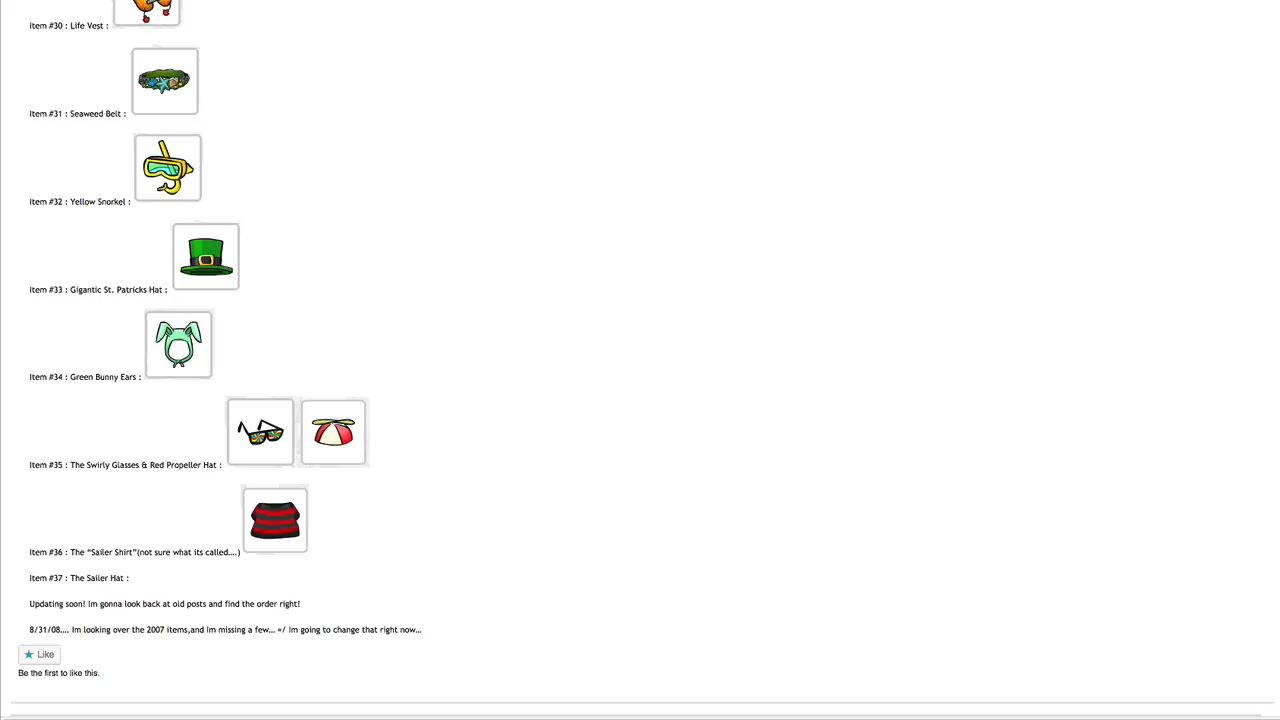 Item #30 : Life Vest :
Item #31 : Seaweed Belt :
Item #32 : Yellow Snorkel :
Item #33 : Gigantic St. Patricks Hat :
Item #34 : Green Bunny Ears :
Item #35 : The Swirly Glasses & Red Propeller Hat :
Item #36 : The “Sailer Shirt”(not sure what its called….)
Item #37 : The Sailer Hat :
Updating soon! Im gonna look back at old posts and find the order right!
8/31/08…. Im looking over the 2007 items,and Im missing a few… =/ Im going to change that right now…
Like
Be the first to like this.